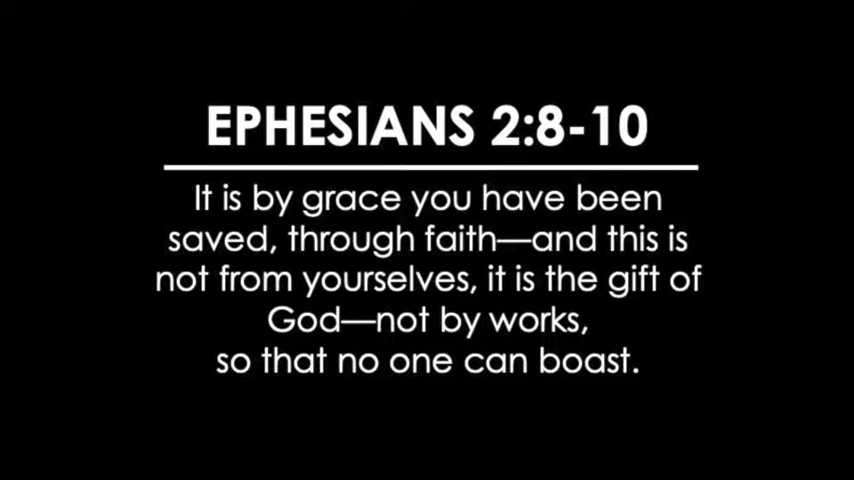 EPHESIANS 2:8-10
It is by grace you have been
saved, through faith—and this is
not from yourselves, it is the gift of
God—not by works,
so that no one can boast.